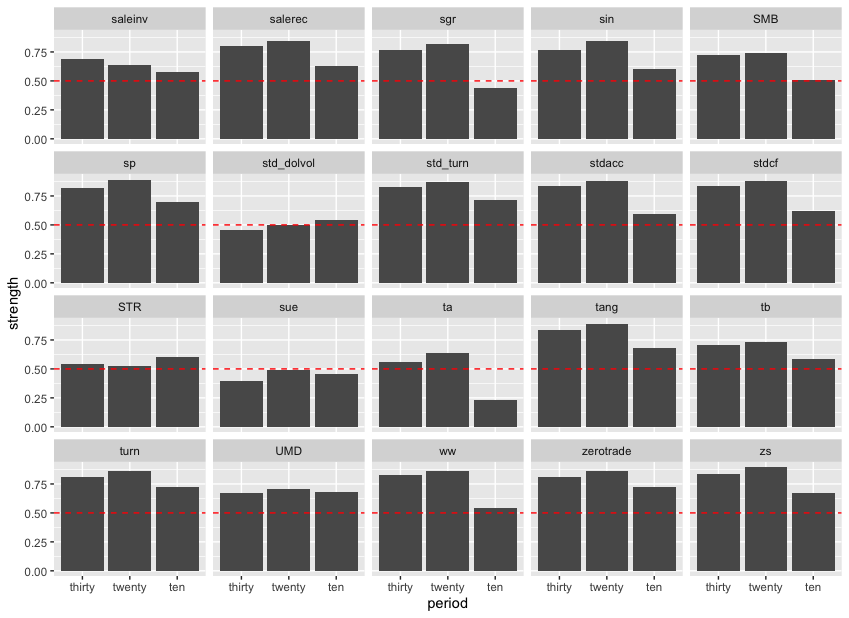 saleinv salerec sgr sin SMB
0.75
0.50
0.25
0.00
sp std_dolvol std_turn stdacc stdcf
0.75
0.50
0.25
0.00
STR sue ta tang tb
0.75
0.50
0.25
0.00
turn UMD ww zerotrade zs
0.75
0.50
0.25
0.00
thirty twenty ten thirty twenty ten thirty twenty ten thirty twenty ten thirty twenty ten
period
strength